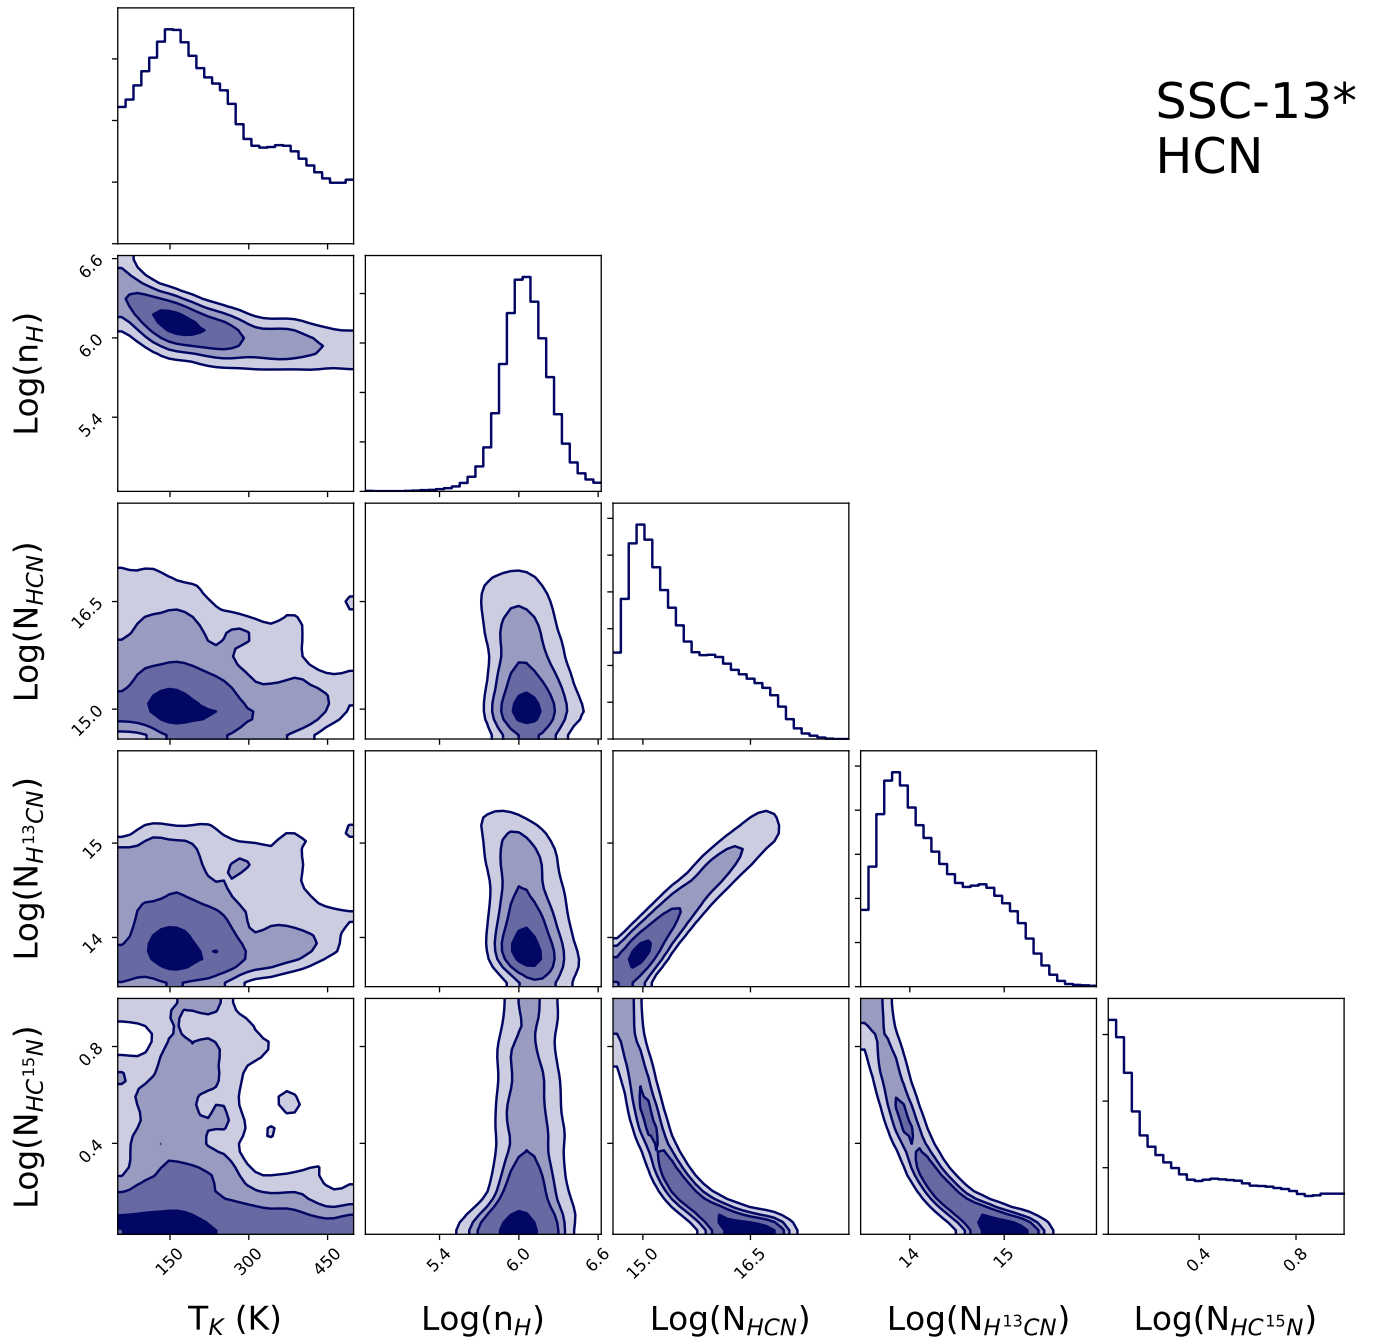 SSC-13*
HCN
Log(n_H)
6.6
6.0
5.4
Log(N_HCN)
16.5
15.0
Log(N_H¹³CN)
15
14
Log(N_HC¹⁵N)
0.8
0.4
150 300 450
5.4 6.0 6.6
15.0 16.5
14 15
0.4 0.8
T_K (K)
Log(n_H)
Log(N_HCN)
Log(N_H¹³CN)
Log(N_HC¹⁵N)